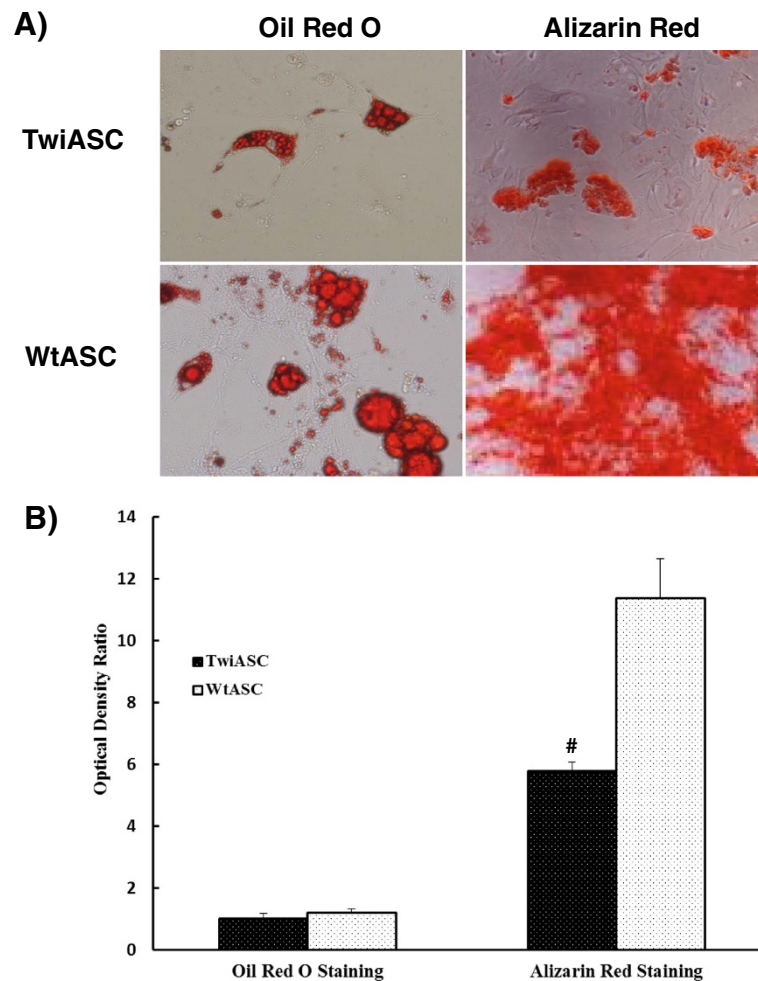 A)
Oil Red O
Alizarin Red
TwiASC
WtASC
B)
14
12
10
8
6
4
2
0
Optical Density Ratio
TwiASC
WtASC
#
Oil Red O Staining
Alizarin Red Staining